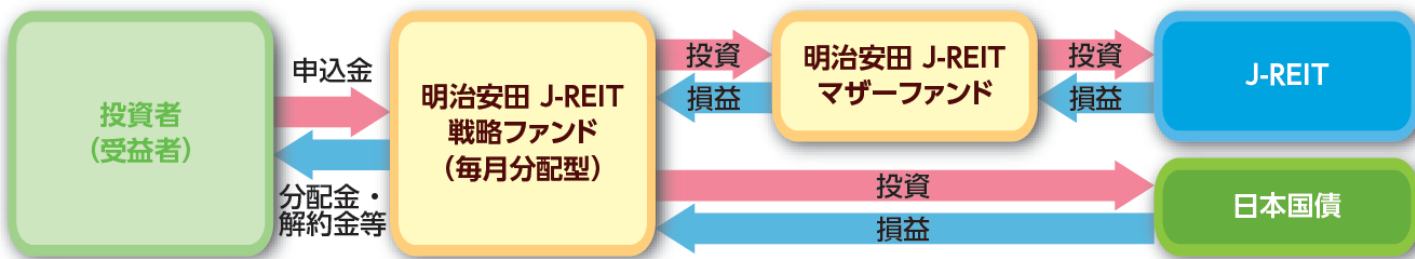 投資者
（受益者）
申込金
分配金・
解約金等
明治安田 J-REIT
戦略ファンド
（毎月分配型）
投資
損益
明治安田 J-REIT
マザーファンド
投資
損益
J-REIT
投資
損益
日本国債